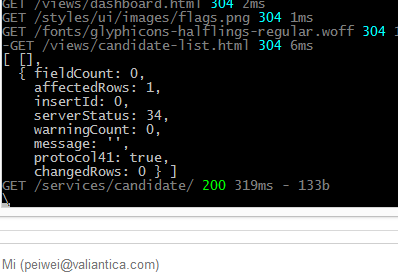 GET /views/dashboard.html 304 2ms
GET /styles/ui/images/flags.png 304 1ms
GET /fonts/glyphicons-halflings-regular.woff 304 1
-GET /views/candidate-list.html 304 6ms
[ [],
  { fieldCount: 0,
    affectedRows: 1,
    insertId: 0,
    serverStatus: 34,
    warningCount: 0,
    message: '',
    protocol41: true,
    changedRows: 0 } ]
GET /services/candidate/ 200 319ms - 133b
\
Mi (peiwei@valiantica.com)